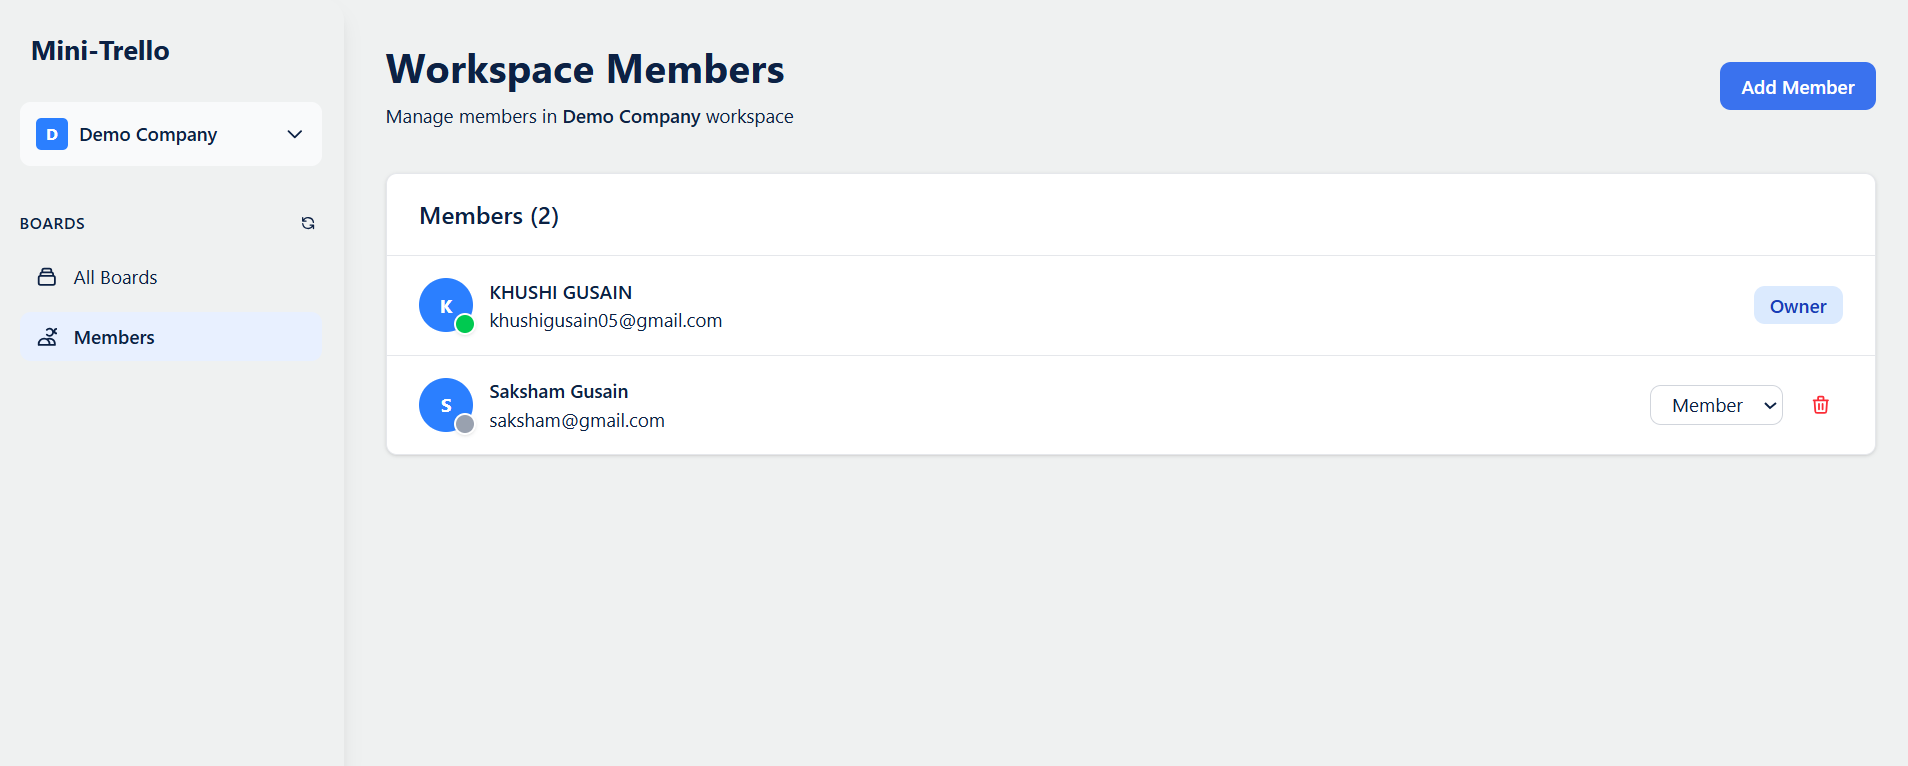 Mini-Trello
D Demo Company
BOARDS
All Boards
Members
Workspace Members
Manage members in Demo Company workspace
Add Member
Members (2)
K
KHUSHI GUSAIN
khushigusain05@gmail.com
Owner
S
Saksham Gusain
saksham@gmail.com
Member